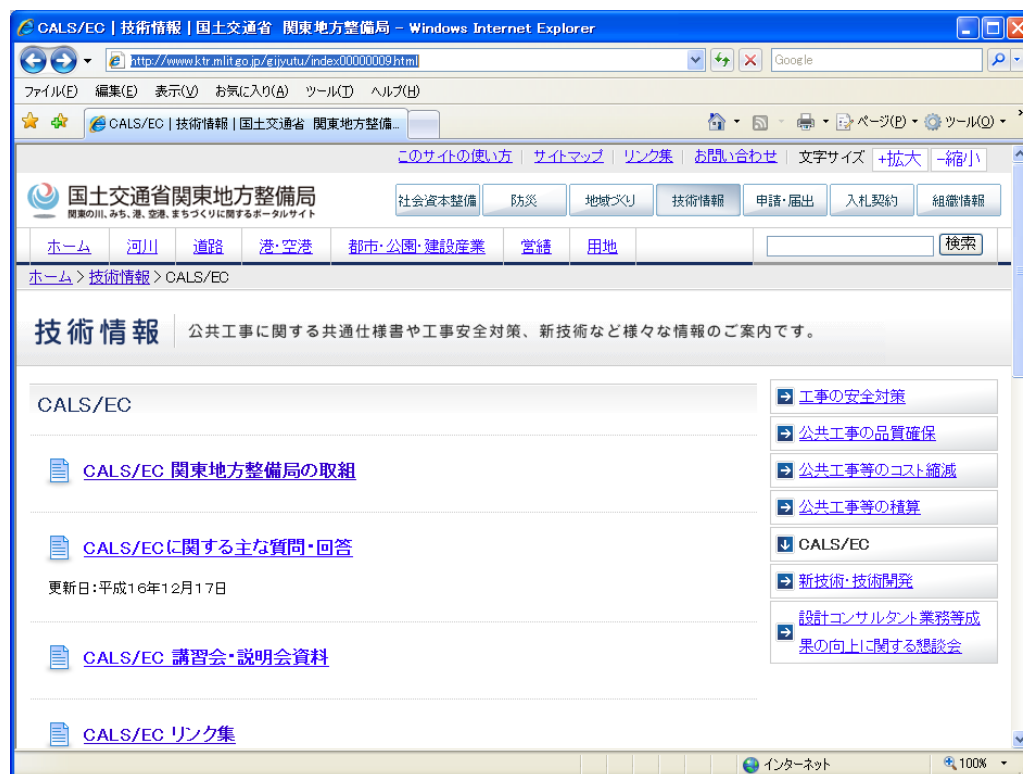 CALS/EC | 技術情報 | 国土交通省 関東地方整備局 - Windows Internet Explorer
http://www.ktr.mlit.go.jp/gijyutu/index00000009.html
Google
ファイル(F) 編集(E) 表示(V) お気に入り(A) ツール(T) ヘルプ(H)
CALS/EC | 技術情報 | 国土交通省 関東地方整備... ページ(P) ツール(O)
このサイトの使い方 | サイトマップ | リンク集 | お問い合わせ 文字サイズ +拡大 -縮小
国土交通省関東地方整備局
関東の川、みち、港、空港、まちづくりに関するポータルサイト
社会資本整備 防災 地域づくり 技術情報 申請・届出 入札契約 組織情報
ホーム 河川 道路 港・空港 都市・公園・建設産業 営繕 用地 検索
ホーム > 技術情報 > CALS/EC
技術情報 公共工事に関する共通仕様書や工事安全対策、新技術など様々な情報のご案内です。
CALS/EC
CALS/EC 関東地方整備局の取組
CALS/ECに関する主な質問・回答
更新日:平成16年12月17日
CALS/EC 講習会・説明会資料
CALS/EC リンク集
工事の安全対策
公共工事の品質確保
公共工事等のコスト縮減
公共工事等の積算
CALS/EC
新技術・技術開発
設計コンサルタント業務等成
果の向上に関する懇談会
インターネット 100%